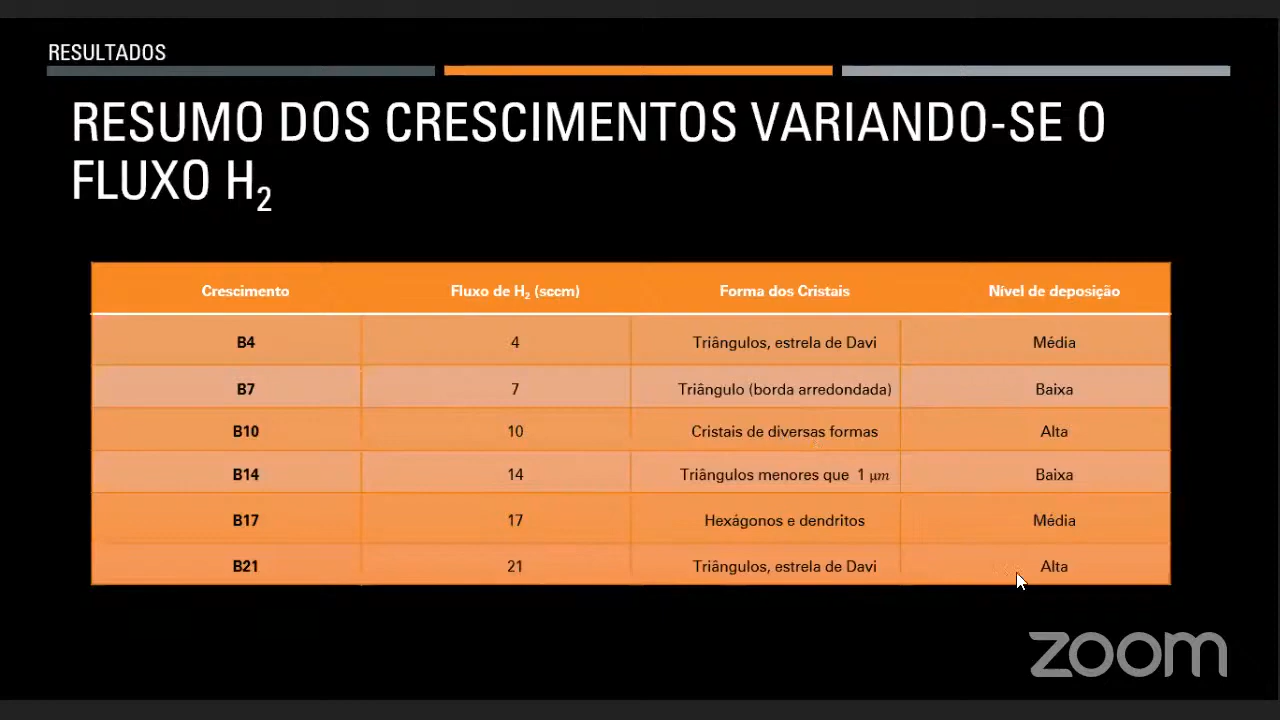 RESULTADOS
RESUMO DOS CRESCIMENTOS VARIANDO-SE O
FLUXO H₂
Crescimento Fluxo de H₂ (sccm) Forma dos Cristais Nível de deposição
B4 4 Triângulos, estrela de Davi Média
B7 7 Triângulo (borda arredondada) Baixa
B10 10 Cristais de diversas formas Alta
B14 14 Triângulos menores que 1 μm Baixa
B17 17 Hexágonos e dendritos Média
B21 21 Triângulos, estrela de Davi Alta
zoom